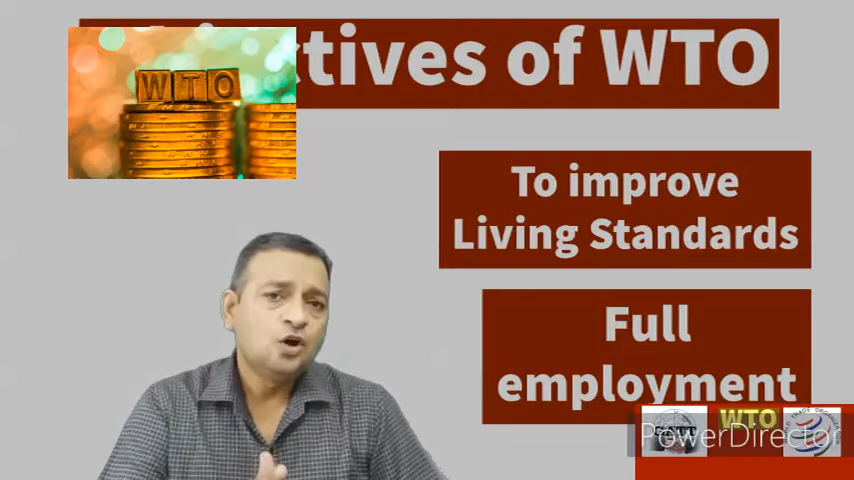 ctives of WTO
WTO
To improve
Living Standards
Full
employment
WTO
PowerDirector